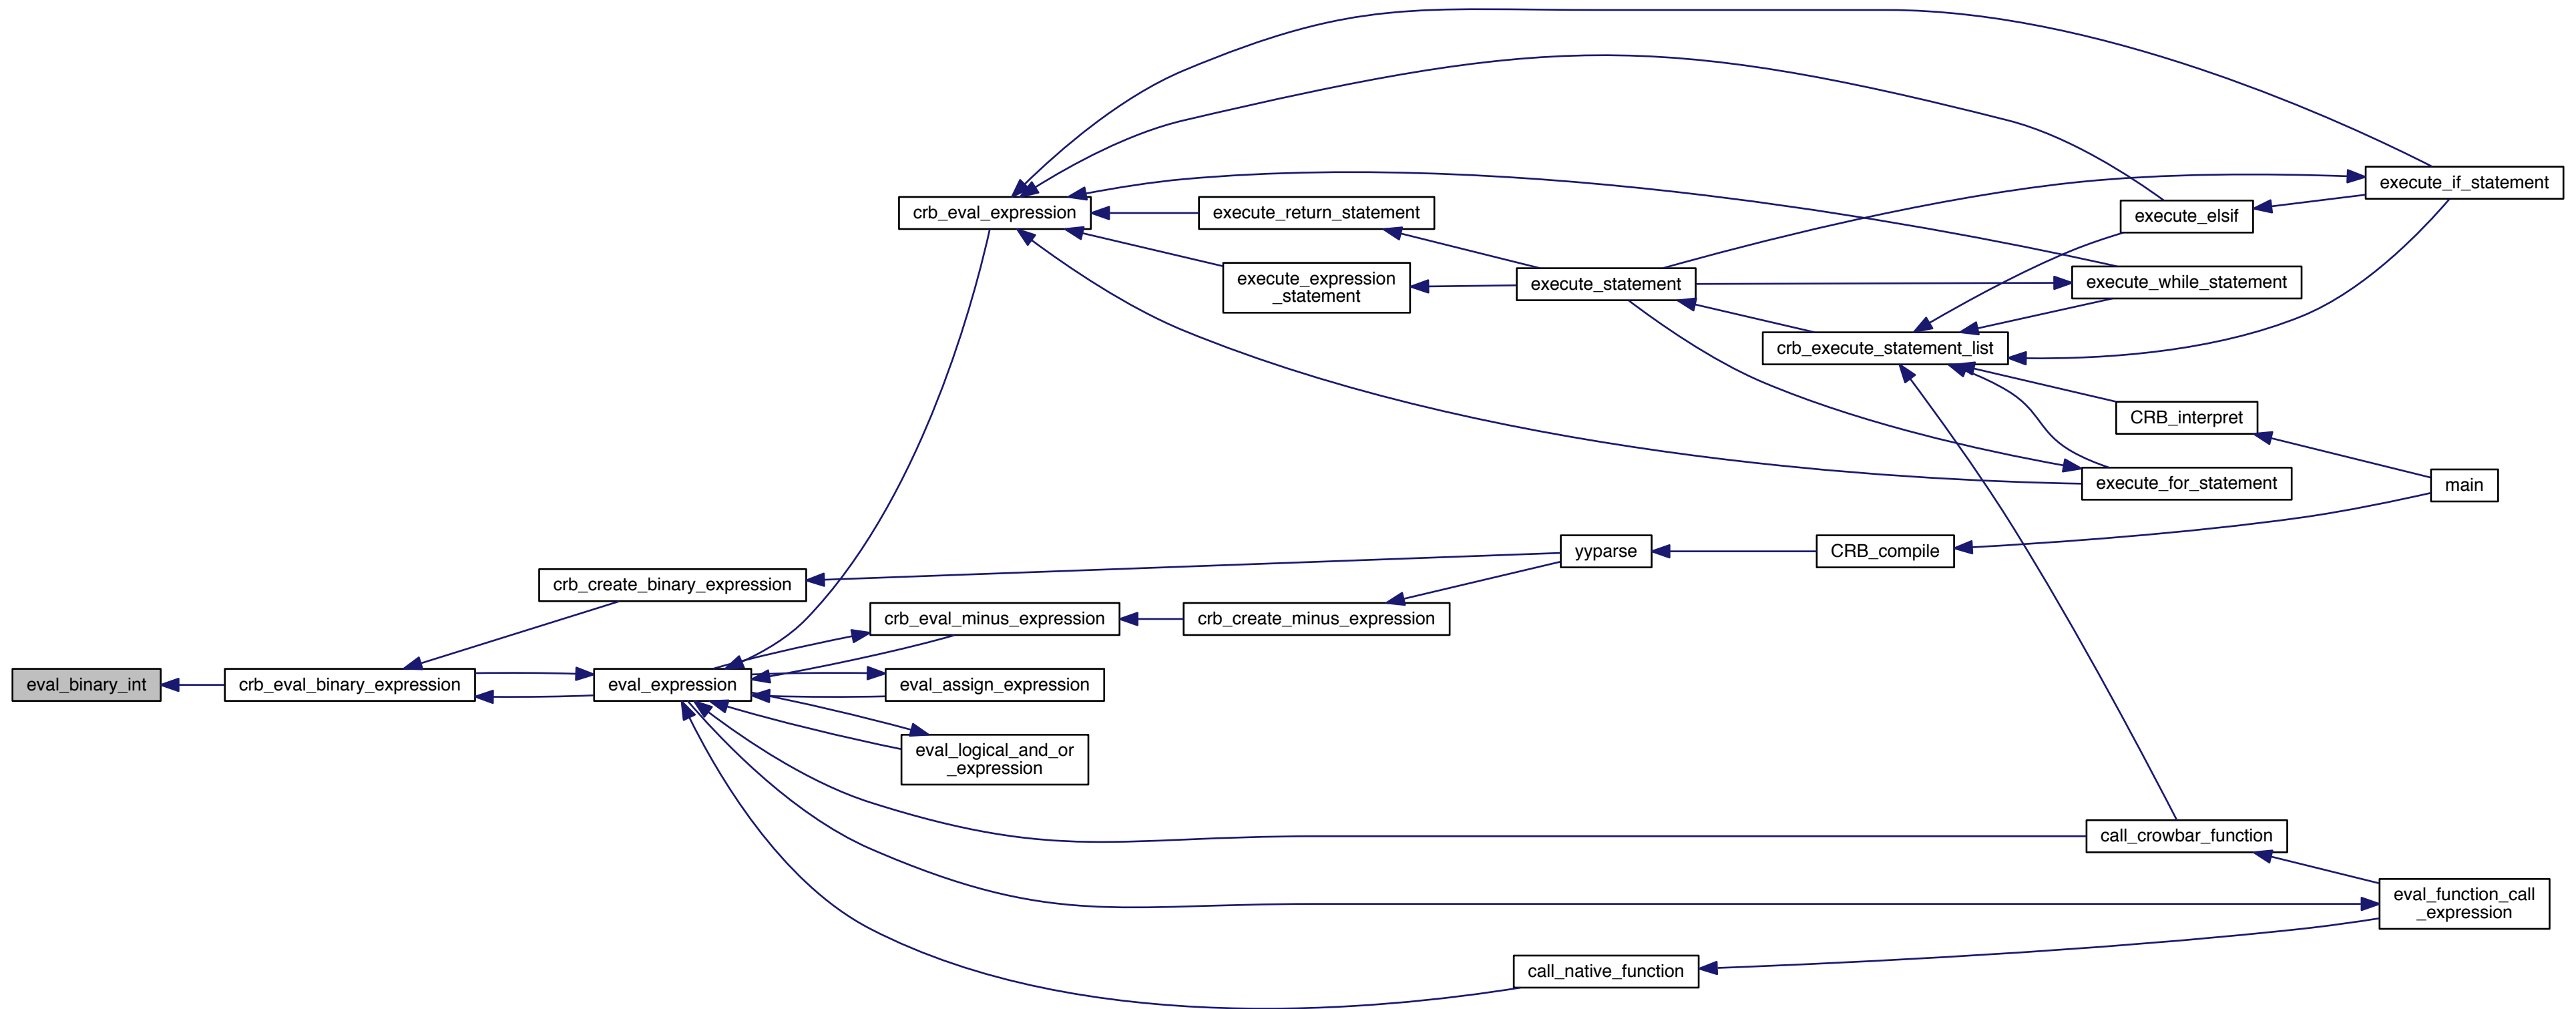 execute_if_statement
crb_eval_expression
execute_return_statement
execute_elsif
execute_expression
_statement
execute_statement
execute_while_statement
crb_execute_statement_list
CRB_interpret
execute_for_statement
main
yyparse
CRB_compile
crb_create_binary_expression
crb_eval_minus_expression
crb_create_minus_expression
eval_binary_int
crb_eval_binary_expression
eval_expression
eval_assign_expression
eval_logical_and_or
_expression
call_crowbar_function
eval_function_call
_expression
call_native_function